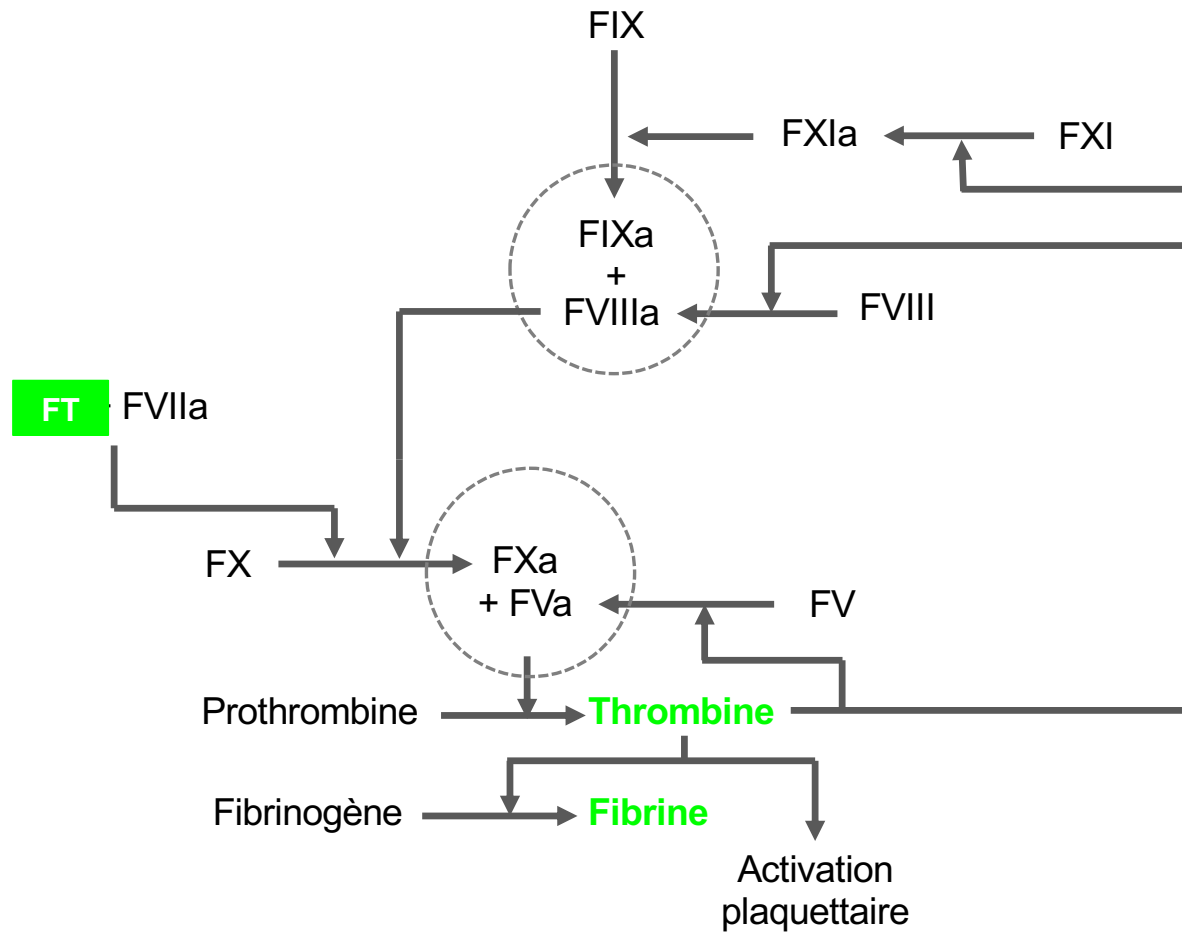 FIX
FXIa
FXI
FIXa
+
FVIIIa
FVIII
FT
FVIIa
FX
FXa
+ FVa
FV
Prothrombine
Thrombine
Fibrinogène
Fibrine
Activation
plaquettaire